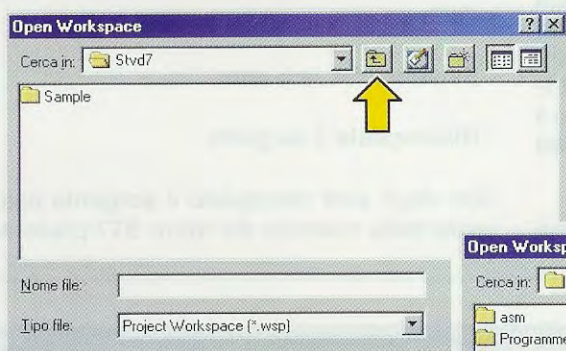 Open Workspace
Cerca in: Stvd7
Sample
Nome file:
Tipo file: Project Workspace (*.wsp)
Open Worksp
Cerca in:
asm
Programme